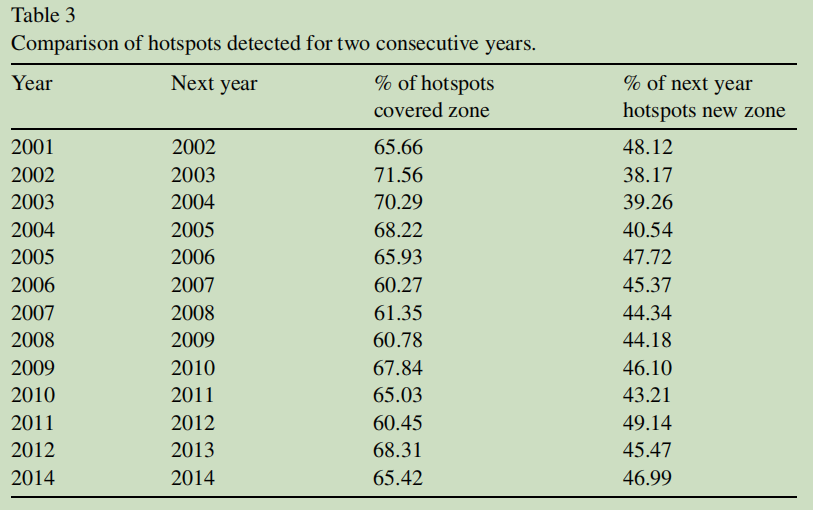 Table 3
Comparison of hotspots detected for two consecutive years.
Year Next year % of hotspots % of next year
covered zone hotspots new zone
2001 2002 65.66 48.12
2002 2003 71.56 38.17
2003 2004 70.29 39.26
2004 2005 68.22 40.54
2005 2006 65.93 47.72
2006 2007 60.27 45.37
2007 2008 61.35 44.34
2008 2009 60.78 44.18
2009 2010 67.84 46.10
2010 2011 65.03 43.21
2011 2012 60.45 49.14
2012 2013 68.31 45.47
2014 2014 65.42 46.99